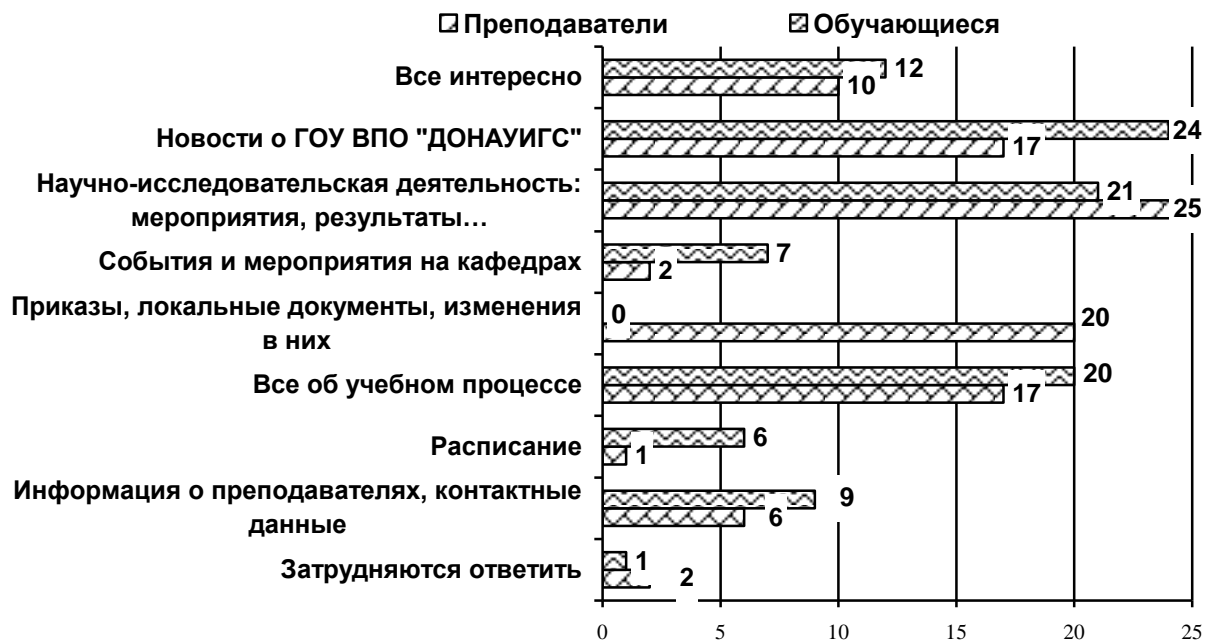 Преподаватели Обучающиеся
Все интересно
12
10
Новости о ГОУ ВПО "ДОНАУИГС"
24
17
Научно-исследовательская деятельность:
мероприятия, результаты…
21
25
События и мероприятия на кафедрах
7
2
Приказы, локальные документы, изменения
в них
0
20
Все об учебном процессе
20
17
Расписание
6
1
Информация о преподавателях, контактные
данные
9
6
Затрудняются ответить
1
2
0 5 10 15 20 25